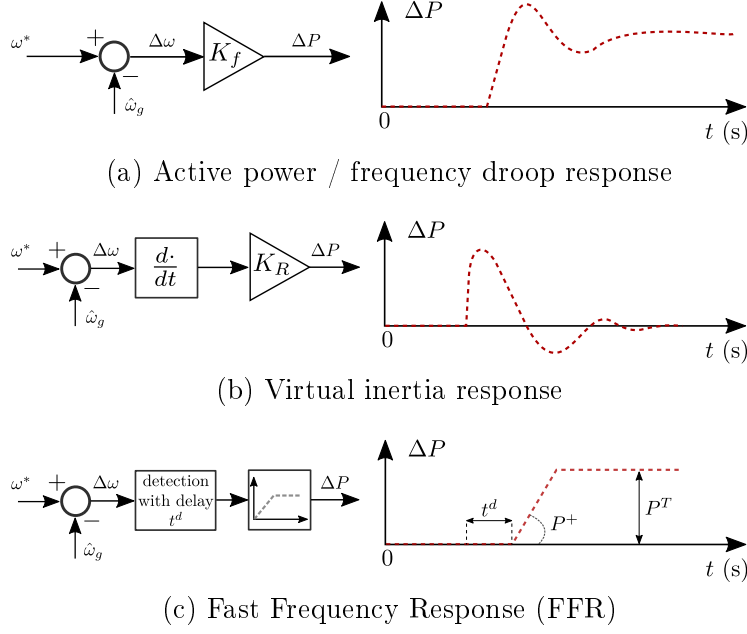 ω* + Δω K_f ΔP
− ω̂_g
ΔP
0
t (s)
(a) Active power / frequency droop response
ω* + Δω d·/dt K_R ΔP
− ω̂_g
ΔP
0
t (s)
(b) Virtual inertia response
ω* + Δω
detection
with delay
t^d
ΔP
− ω̂_g
ΔP
t^d
P^+
P^T
0
t (s)
(c) Fast Frequency Response (FFR)